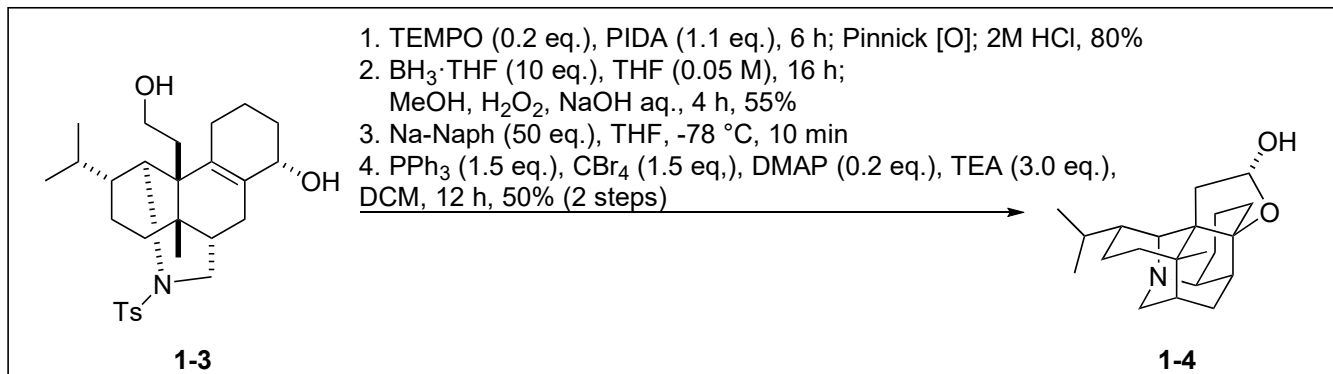 1. TEMPO (0.2 eq.), PIDA (1.1 eq.), 6 h; Pinnick [O]; 2M HCl, 80%
2. BH₃·THF (10 eq.), THF (0.05 M), 16 h;
MeOH, H₂O₂, NaOH aq., 4 h, 55%
3. Na-Naph (50 eq.), THF, -78 °C, 10 min
4. PPh₃ (1.5 eq.), CBr₄ (1.5 eq,), DMAP (0.2 eq.), TEA (3.0 eq.),
DCM, 12 h, 50% (2 steps)
OH
OH
N
Ts
1-3
OH
O
N
1-4